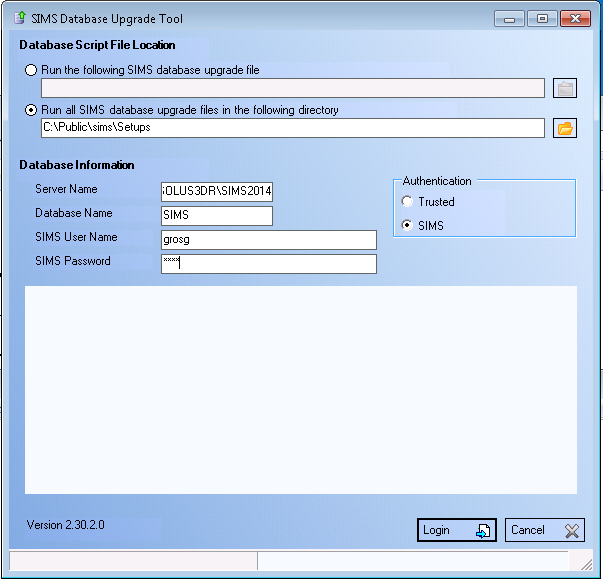 SIMS Database Upgrade Tool
Database Script File Location
Run the following SIMS database upgrade file
Run all SIMS database upgrade files in the following directory
C:\Public\sims\Setups
Database Information
Authentication
Server Name
OLUS3DR\SIMS2014
Trusted
Database Name
SIMS
SIMS
SIMS User Name
grosg
SIMS Password
****
Version 2.30.2.0
Login
Cancel